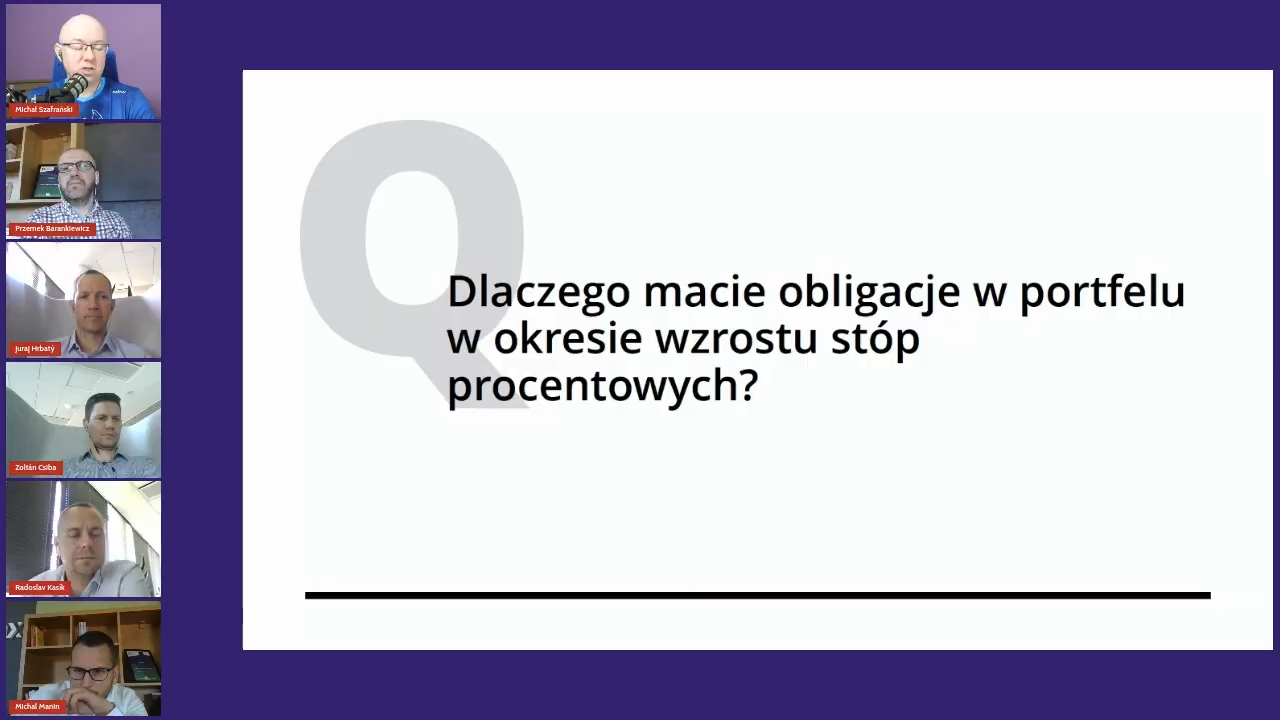 Michał Szafrański
Przemek Barankiewicz
Juraj Hrbatý
Zoltán Csiba
Radoslav Kasík
Michal Manin
Q
Dlaczego macie obligacje w portfelu
w okresie wzrostu stóp
procentowych?